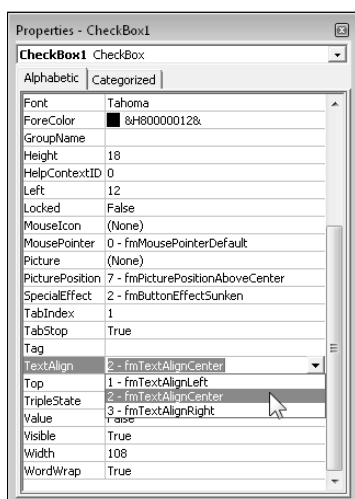 Properties - CheckBox1
CheckBox1 CheckBox
Alphabetic Categorized
Font Tahoma
ForeColor &H80000012&
GroupName
Height 18
HelpContextID 0
Left 12
Locked False
MouseIcon (None)
MousePointer 0 - fmMousePointerDefault
Picture (None)
PicturePosition 7 - fmPicturePositionAboveCenter
SpecialEffect 2 - fmButtonEffectSunken
TabIndex 1
TabStop True
Tag
TextAlign 2 - fmTextAlignCenter
Top 1 - fmTextAlignLeft
TripleState 2 - fmTextAlignCenter
3 - fmTextAlignRight
Value False
Visible True
Width 108
WordWrap True